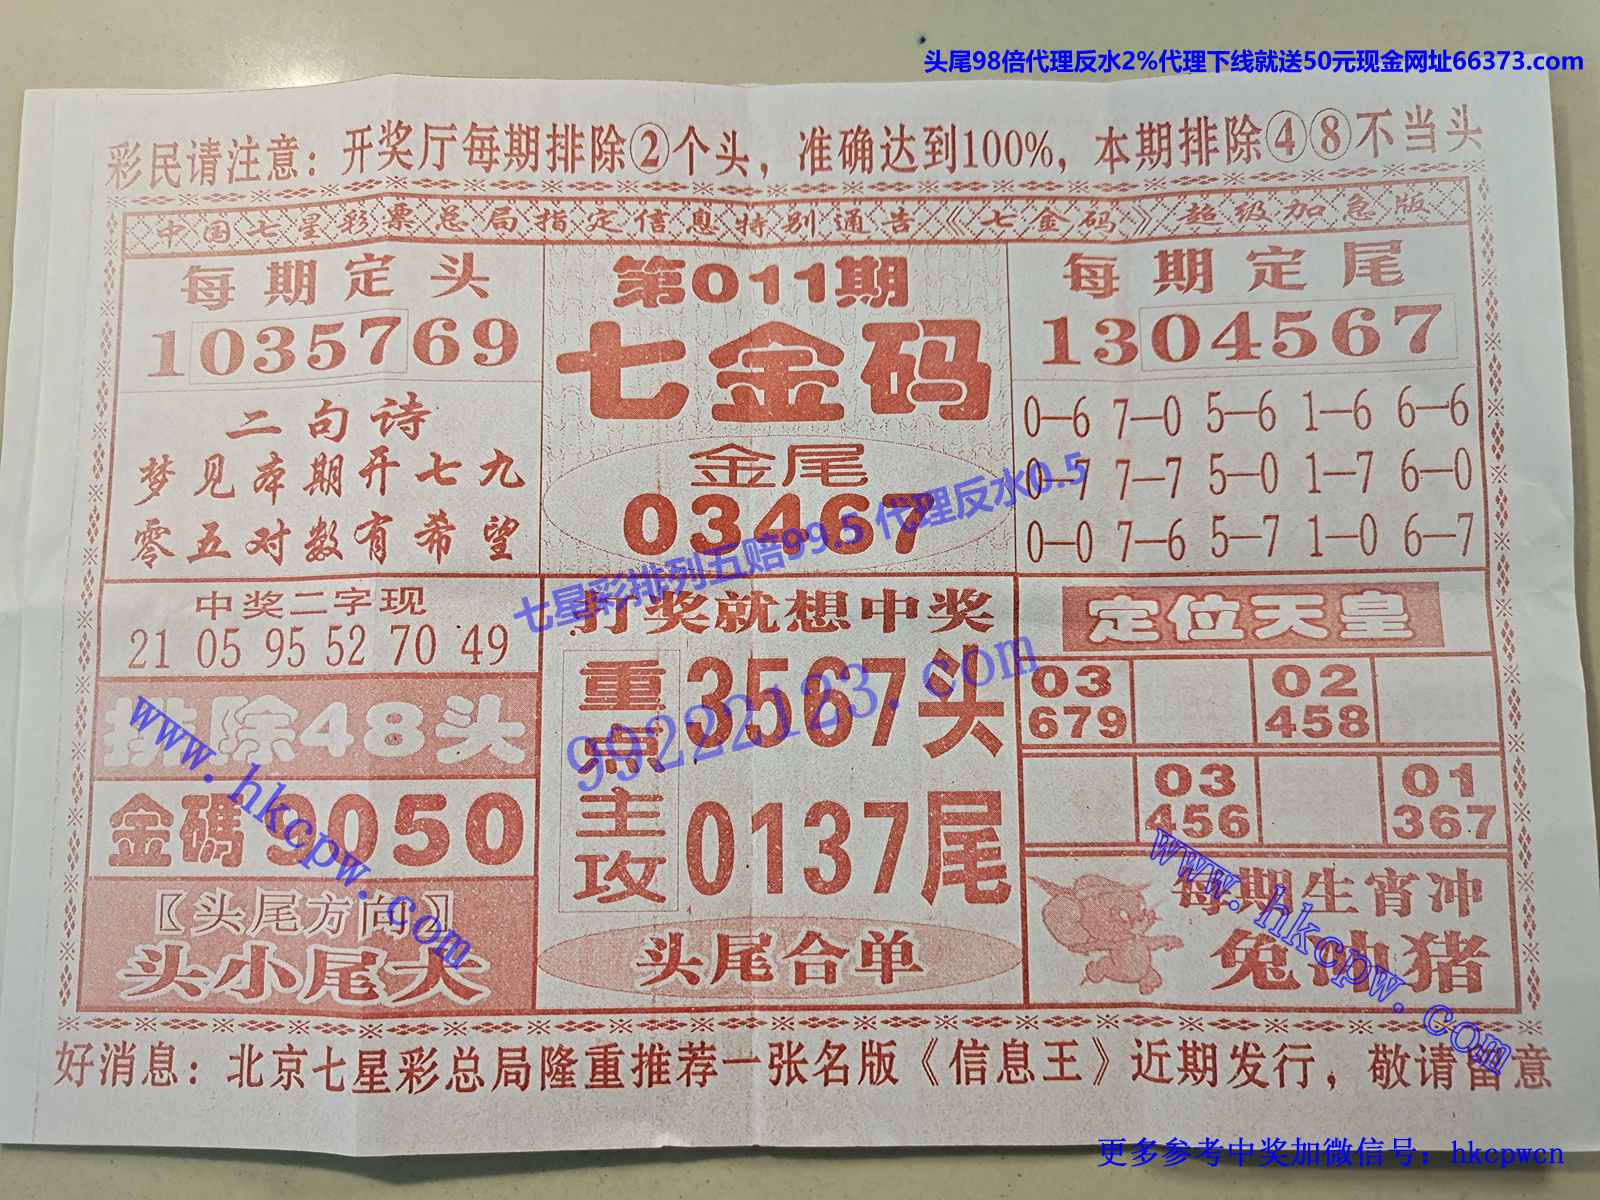 头尾98倍代理反水2%代理下线就送50元现金网址66373.com
彩民请注意：开奖厅每期排除②个头，准确达到100%，本期排除④⑧不当头
中国七星彩票总局指定信息特别通告《七金码》超级加急版
每期定头
1035769
二句诗
梦见本期开七九
零五对数有希望
第011期
七金码
金尾
03467
每期定尾
1304567
0-6 7-0 5-6 1-6 6-6
0-7 7-7 5-0 1-7 6-0
0-0 7-6 5-7 1-0 6-7
七星彩排列五赔99.5 代理反水0.5
99222123.com
中奖二字现
21 05 95 52 70 49
排除48头
金碼9050
〖头尾方向〗
头小尾大
www.hkcpw.com
打奖就想中奖
重点主攻
3567头
0137尾
头尾合单
定位天皇
03 02
679 458
03 01
456 367
每期生宵冲
兔冲猪
www.hkcpw.com
好消息：北京七星彩总局隆重推荐一张名版《信息王》近期发行，敬请留意
更多参考中奖加微信号：hkcpwcn